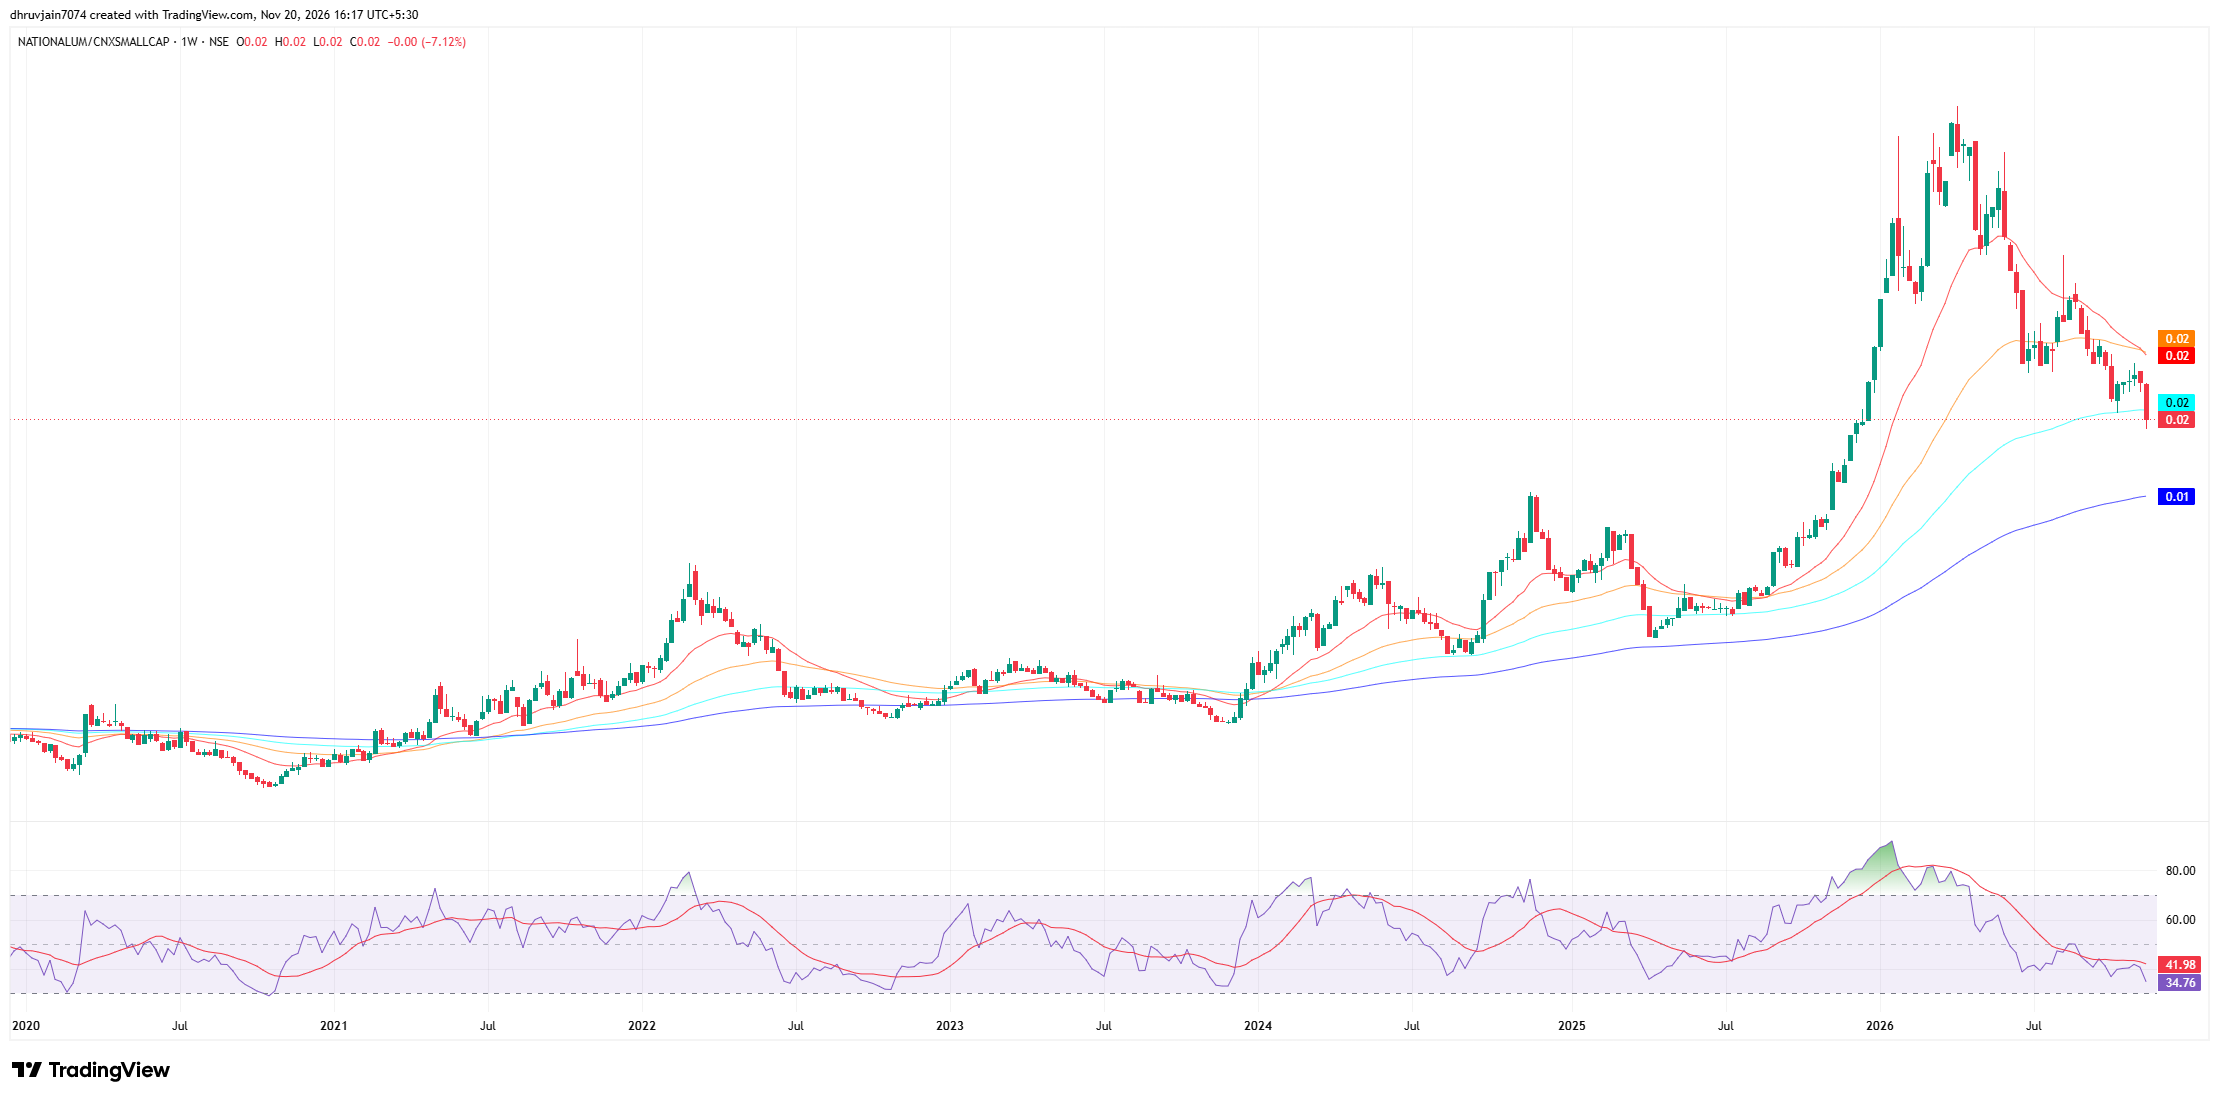 dhruvjain7074 created with TradingView.com, Nov 20, 2026 16:17 UTC+5:30
NATIONALUM/CNXSMALLCAP · 1W · NSE O0.02 H0.02 L0.02 C0.02 −0.00 (−7.12%)
0.02
0.02
0.02
0.02
0.01
80.00
60.00
41.98
34.76
2020 Jul 2021 Jul 2022 Jul 2023 Jul 2024 Jul 2025 Jul 2026 Jul
TradingView